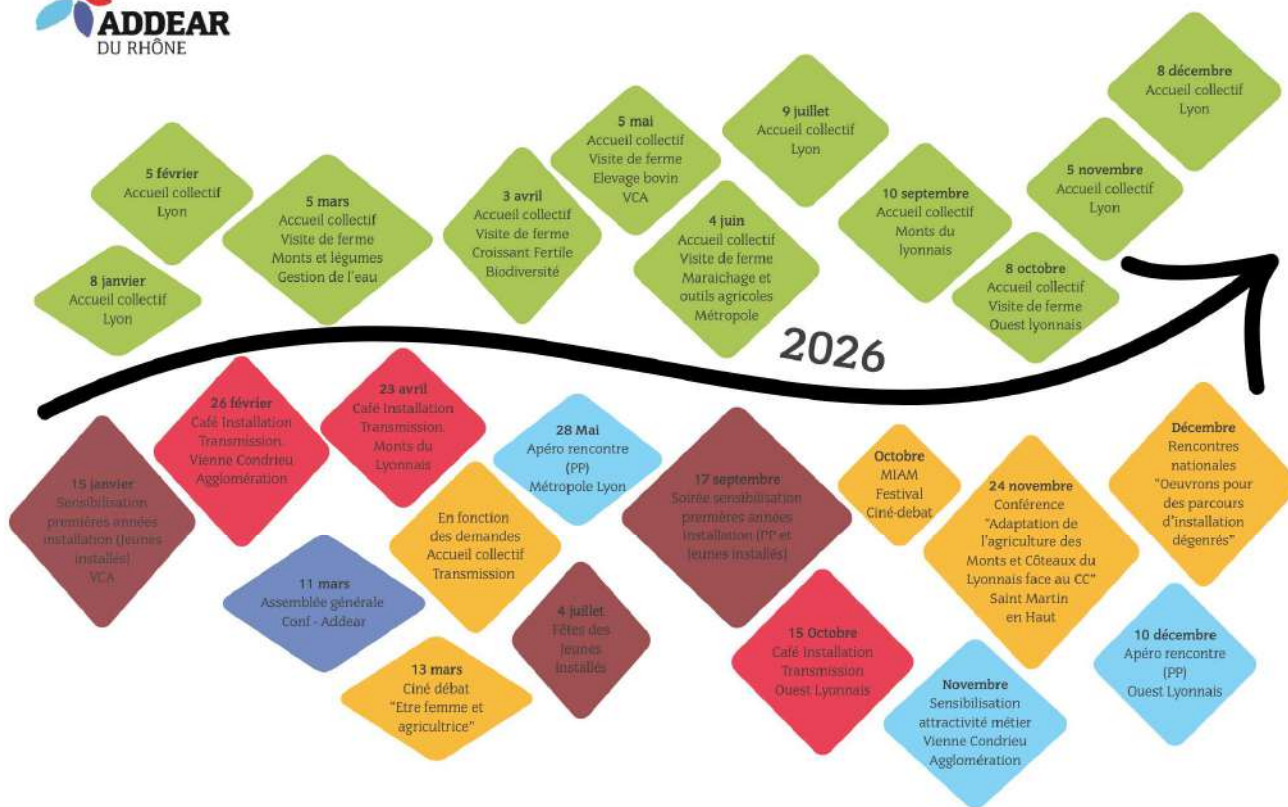 ADDEAR
DU RHÔNE
8 janvier
Accueil collectif
Lyon
5 février
Accueil collectif
Lyon
5 mars
Accueil collectif
Visite de ferme
Monts et légumes
Gestion de l'eau
3 avril
Accueil collectif
Visite de ferme
Croissant Fertile
Biodiversité
5 mai
Accueil collectif
Visite de ferme
Elevage bovin
VCA
4 juin
Accueil collectif
Visite de ferme
Maraichage et
outils agricoles
Métropole
9 juillet
Accueil collectif
Lyon
10 septembre
Accueil collectif
Monts du
lyonnais
8 octobre
Accueil collectif
Visite de ferme
Ouest lyonnais
5 novembre
Accueil collectif
Lyon
8 décembre
Accueil collectif
Lyon
2026
15 janvier
Sensibilisation
premières années
installation (Jeunes
installés)
VCA
26 février
Café Installation
Transmission.
Vienne Condrieu
Agglomération
11 mars
Assemblée générale
Conf - Addear
23 avril
Café Installation
Transmission.
Monts du
Lyonnais
13 mars
Ciné débat
"Etre femme et
agricultrice"
En fonction
des demandes
Accueil collectif
Transmission
28 Mai
Apéro rencontre
(PP)
Métropole Lyon
4 juillet
Fêtes des
Jeunes
installés
17 septembre
Soirée sensibilisation
premières années
installation (PP et
Jeunes installés)
15 Octobre
Café Installation
Transmission
Ouest Lyonnais
Octobre
MIAM
Festival
Ciné-debat
Novembre
Sensibilisation
attractivité métier
Vienne Condrieu
Agglomération
24 novembre
Conférence
"Adaptation de
l'agriculture des
Monts et Côteaux du
Lyonnais face au CC"
Saint Martin
en Haut
Décembre
Rencontres
nationales
"Oeuvrons pour
des parcours
d'installation
dégenrés"
10 décembre
Apéro rencontre
(PP)
Ouest Lyonnais